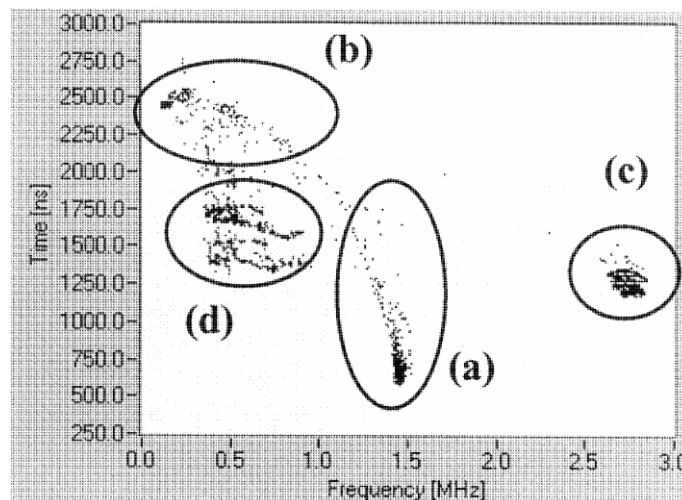 3000.0-
2750.0-
2500.0-
2250.0-
2000.0-
1750.0-
1500.0-
1250.0-
1000.0-
750.0-
500.0-
250.0-
Time [ns]
(b)
(c)
(d)
(a)
0.0 0.5 1.0 1.5 2.0 2.5 3.0
Frequency [MHz]